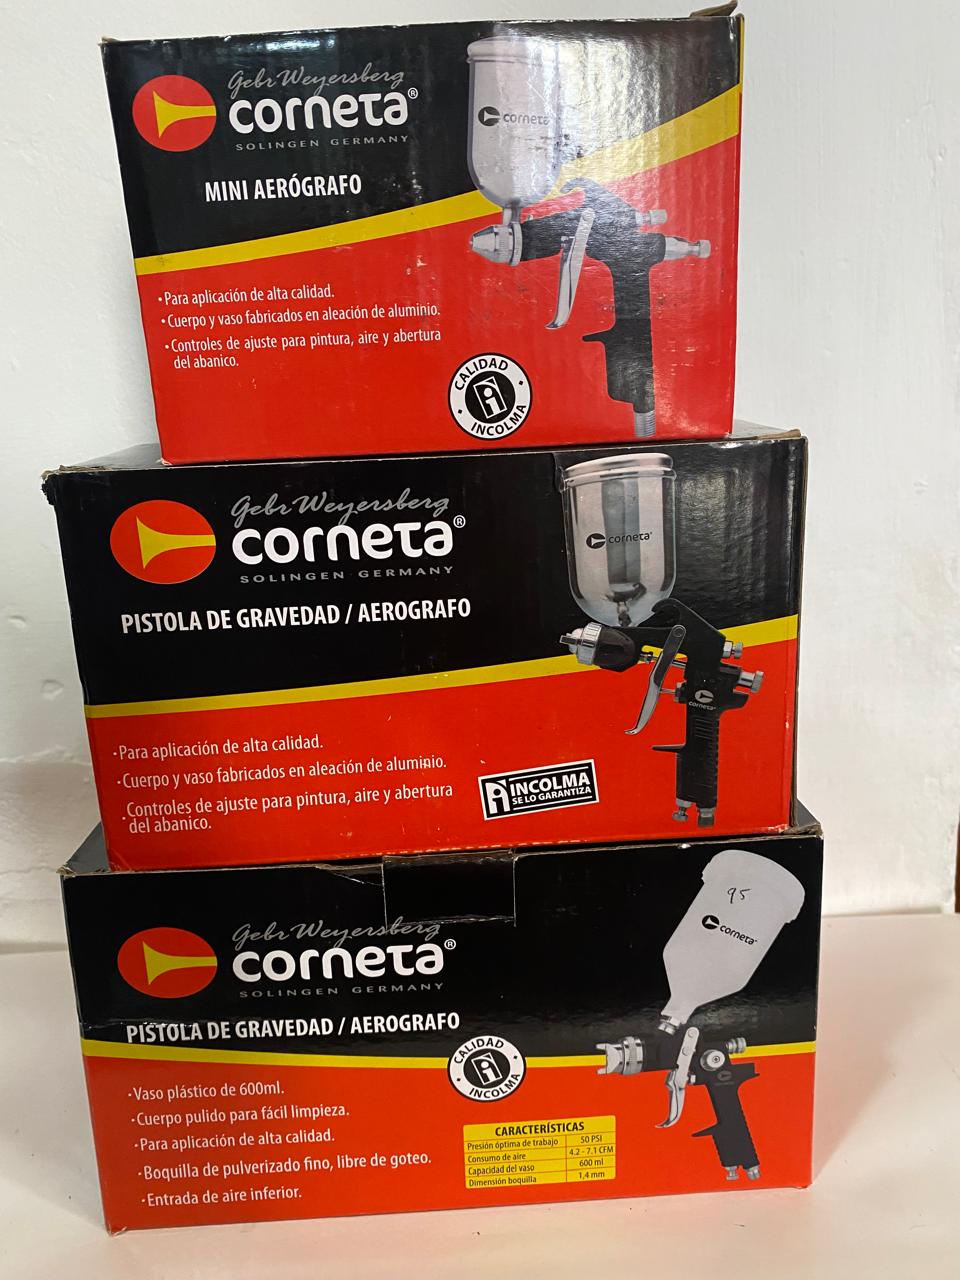 Gebr Weyersberg
corneta®
SOLINGEN GERMANY
MINI AERÓGRAFO
• Para aplicación de alta calidad.
• Cuerpo y vaso fabricados en aleación de aluminio.
• Controles de ajuste para pintura, aire y abertura
del abanico.
corneta
CALIDAD
INCOLMA
Gebr Weyersberg
corneta®
SOLINGEN GERMANY
PISTOLA DE GRAVEDAD / AEROGRAFO
• Para aplicación de alta calidad.
• Cuerpo y vaso fabricados en aleación de aluminio.
• Controles de ajuste para pintura, aire y abertura
del abanico.
corneta®
corneta®
INCOLMA
SE LO GARANTIZA
Gebr Weyersberg
corneta®
SOLINGEN GERMANY
PISTOLA DE GRAVEDAD / AEROGRAFO
• Vaso plástico de 600ml.
• Cuerpo pulido para fácil limpieza.
• Para aplicación de alta calidad.
• Boquilla de pulverizado fino, libre de goteo.
• Entrada de aire inferior.
95
corneta®
CALIDAD
INCOLMA
CARACTERÍSTICAS
Presión óptima de trabajo 50 PSI
Consumo de aire 4.2 - 7.1 CFM
Capacidad del vaso 600 ml
Dimensión boquilla 1,4 mm